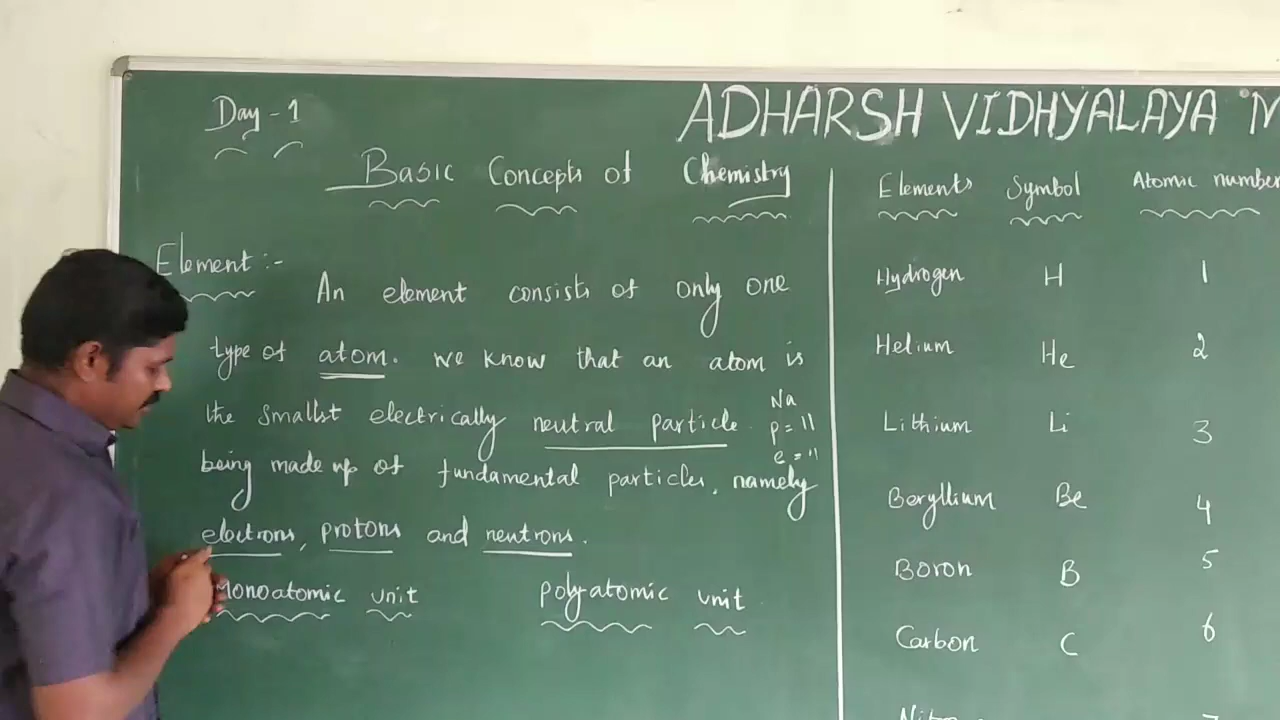 Day - 1
ADHARSH VIDHYALAYA
Basic Concepts of Chemistry
Element :-
An element consists of only one
type of atom. We know that an atom is
the smallst electrically neutral particle
being made up of fundamental particles, namely
electrons, protons and neutrons.
Na
p = 11
e = 11
Monoatomic unit Polyatomic unit
Elements Symbol Atomic number
Hydrogen H 1
Helium He 2
Lithium Li 3
Beryllium Be 4
Boron B 5
Carbon C 6